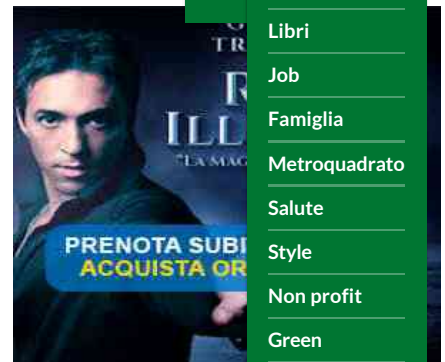 TR
R
ILL
"LA MAG
PRENOTA SUBI
ACQUISTA OR
Libri
Job
Famiglia
Metroquadrato
Salute
Style
Non profit
Green